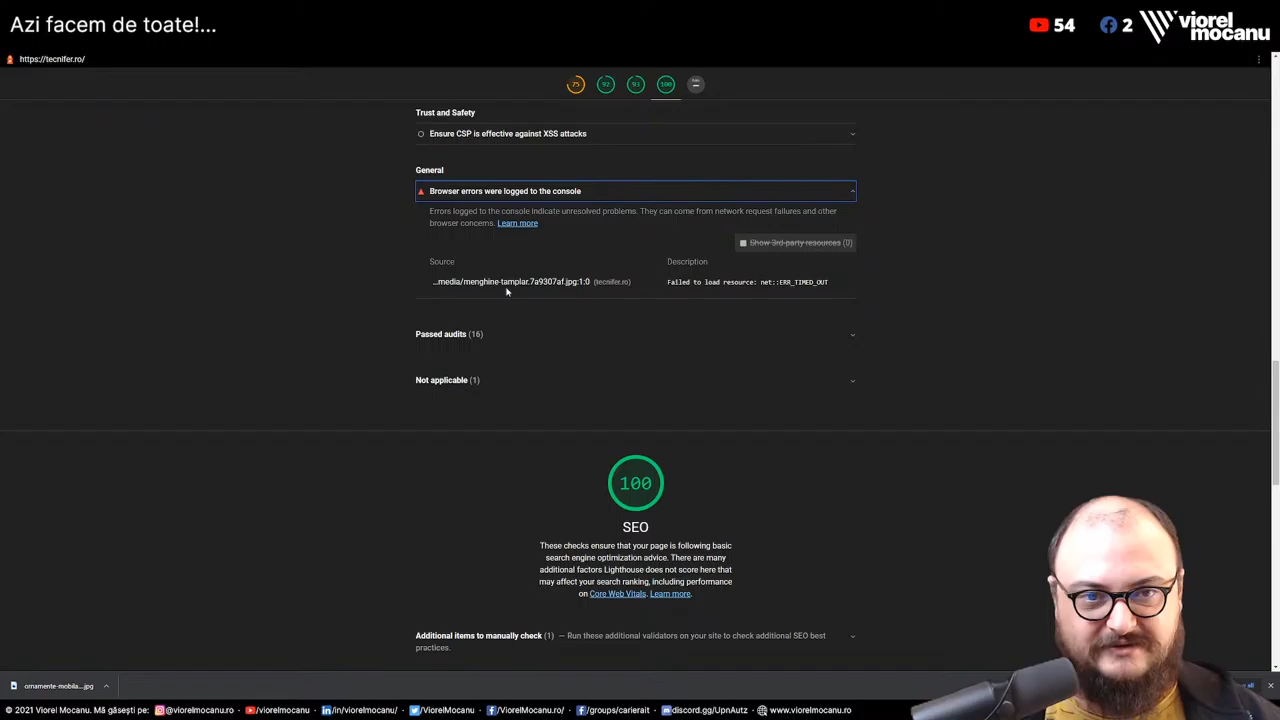 Azi facem de toate!...
54
2
viorel
mocanu
https://tecnifer.ro/
75
92
93
100
Trust and Safety
Ensure CSP is effective against XSS attacks
General
Browser errors were logged to the console
Errors logged to the console indicate unresolved problems. They can come from network request failures and other
browser concerns. Learn more
Show 3rd-party resources (0)
Source
Description
...media/menghine-tamplar.7a9307af.jpg:1:0 (tecnifer.ro)
Failed to load resource: net::ERR_TIMED_OUT
Passed audits (16)
Not applicable (1)
100
SEO
These checks ensure that your page is following basic
search engine optimization advice. There are many
additional factors Lighthouse does not score here that
may affect your search ranking, including performance
on Core Web Vitals. Learn more.
Additional items to manually check (1) — Run these additional validators on your site to check additional SEO best
practices.
ornamente-mobila....jpg
all
© 2021 Viorel Mocanu. Mă găsești pe:
@viorelmocanu
/viorelmocanu
/in/viorelmocanu/
/ViorelMocanu
/ViorelMocanu.ro/
/groups/carierait
discord.gg/UpnAutz
www.viorelmocanu.ro